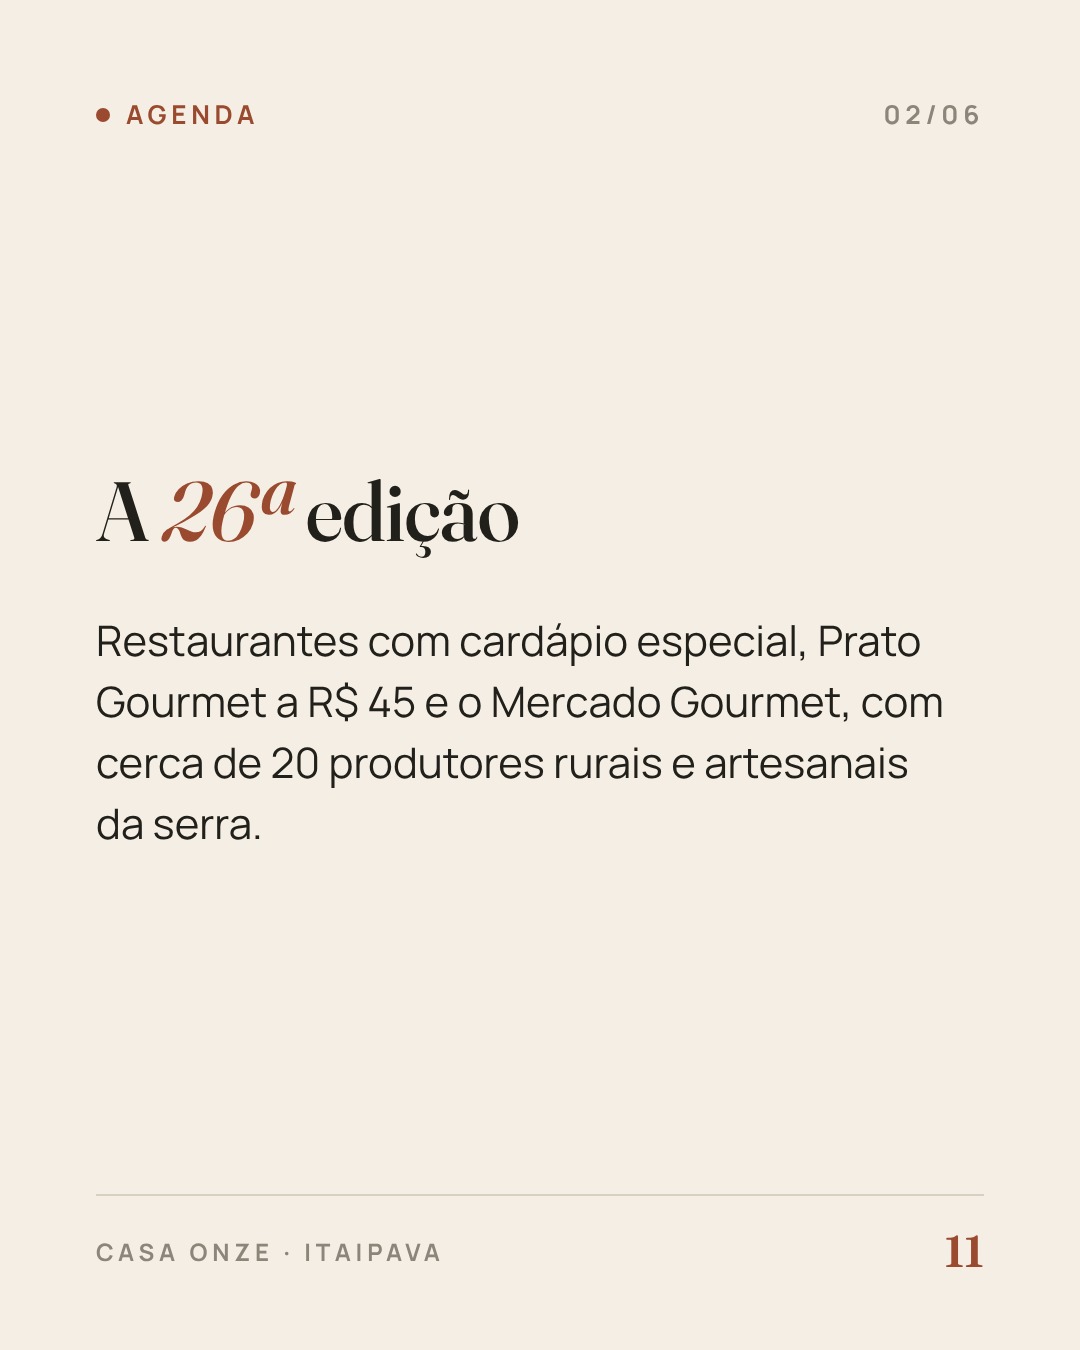 AGENDA
02/06
A 26ª edição
Restaurantes com cardápio especial, Prato
Gourmet a R$ 45 e o Mercado Gourmet, com
cerca de 20 produtores rurais e artesanais
da serra.
CASA ONZE · ITAIPAVA
11